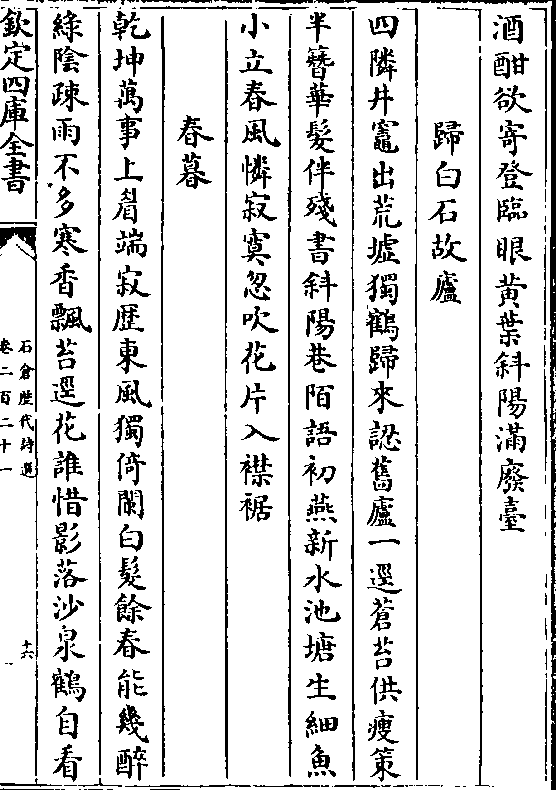 酒酣欲寄登臨眼黄葉斜陽滿廢臺
歸白石故廬
四隣井竈出荒墟獨鶴歸來認舊廬一逕蒼苔供瘦策
半簪華髮伴殘書斜陽巷陌語初燕新水池塘生細魚
小立春風憐寂寞忽吹花片入襟裾
春暮
乾坤萬事上眉端寂歴東風獨倚闌白髮餘春能幾醉
綠陰疎雨不多寒香飄苔逕花誰惜影落沙泉鶴自看
欽定四庫全書
石倉歴代詩選
卷二百二十一
十六